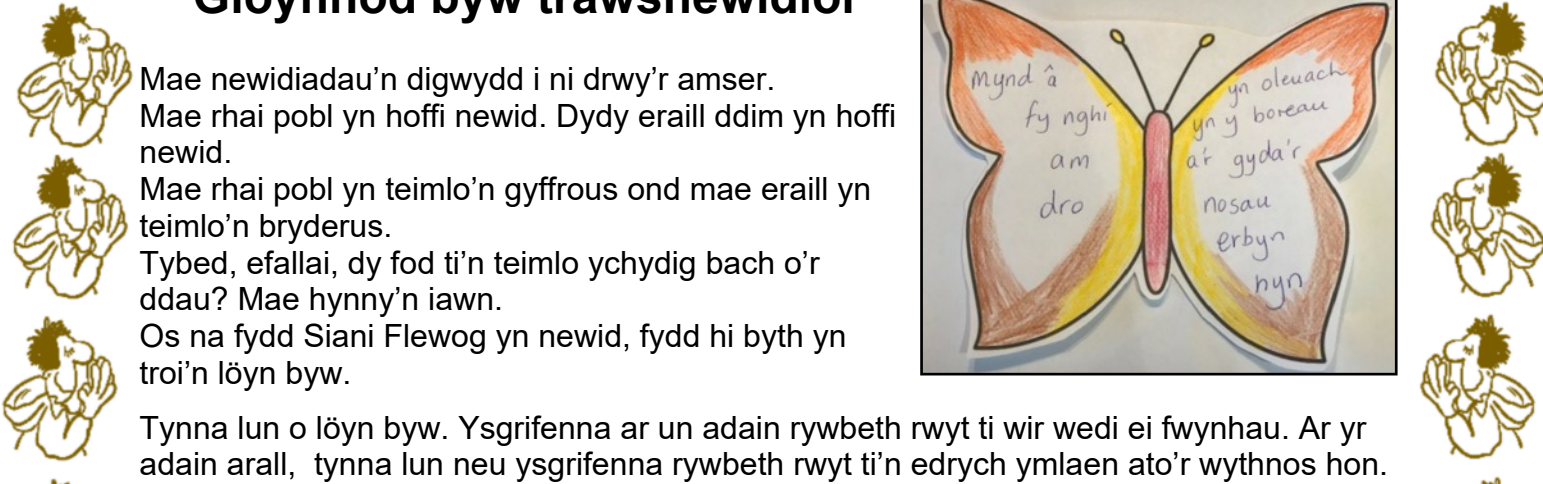 Gloÿnnod byw trawsnewidiol
Mae newidiadau'n digwydd i ni drwy'r amser.
Mae rhai pobl yn hoffi newid. Dydy eraill ddim yn hoffi
newid.
Mae rhai pobl yn teimlo'n gyffrous ond mae eraill yn
teimlo'n bryderus.
Tybed, efallai, dy fod ti'n teimlo ychydig bach o'r
ddau? Mae hynny'n iawn.
Os na fydd Siani Flewog yn newid, fydd hi byth yn
troi'n löyn byw.
Tynna lun o löyn byw. Ysgrifenna ar un adain rywbeth rwyt ti wir wedi ei fwynhau. Ar yr
adain arall, tynna lun neu ysgrifenna rywbeth rwyt ti'n edrych ymlaen ato'r wythnos hon.
mynd â
fy nghi
am
dro
yn oleuach
yn y boreau
a'r gyda'r
nosau
erbyn
hyn